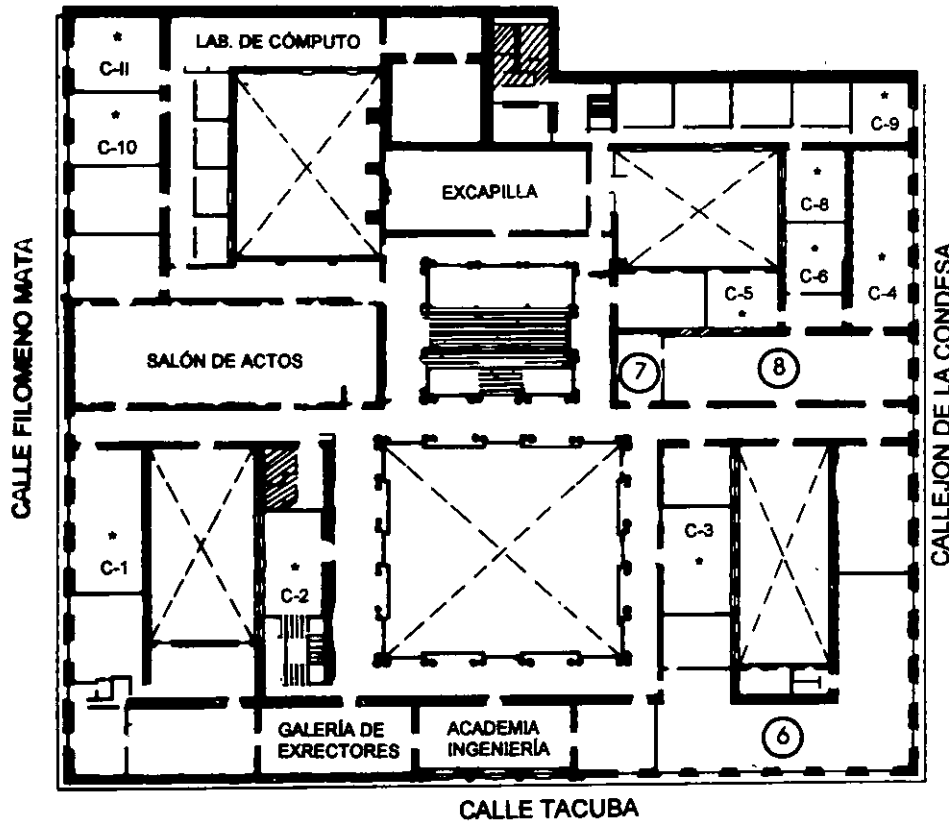 LAB. DE CÓMPUTO
*
C-II
*
C-10
*
C-9
EXCAPILLA
*
C-8
*
C-6
*
C-4
C-5
*
SALÓN DE ACTOS
7
8
CALLE FILOMENO MATA
CALLEJON DE LA CONDESA
*
C-1
*
C-2
C-3
*
GALERÍA DE
EXRECTORES
ACADEMIA
INGENIERÍA
6
CALLE TACUBA